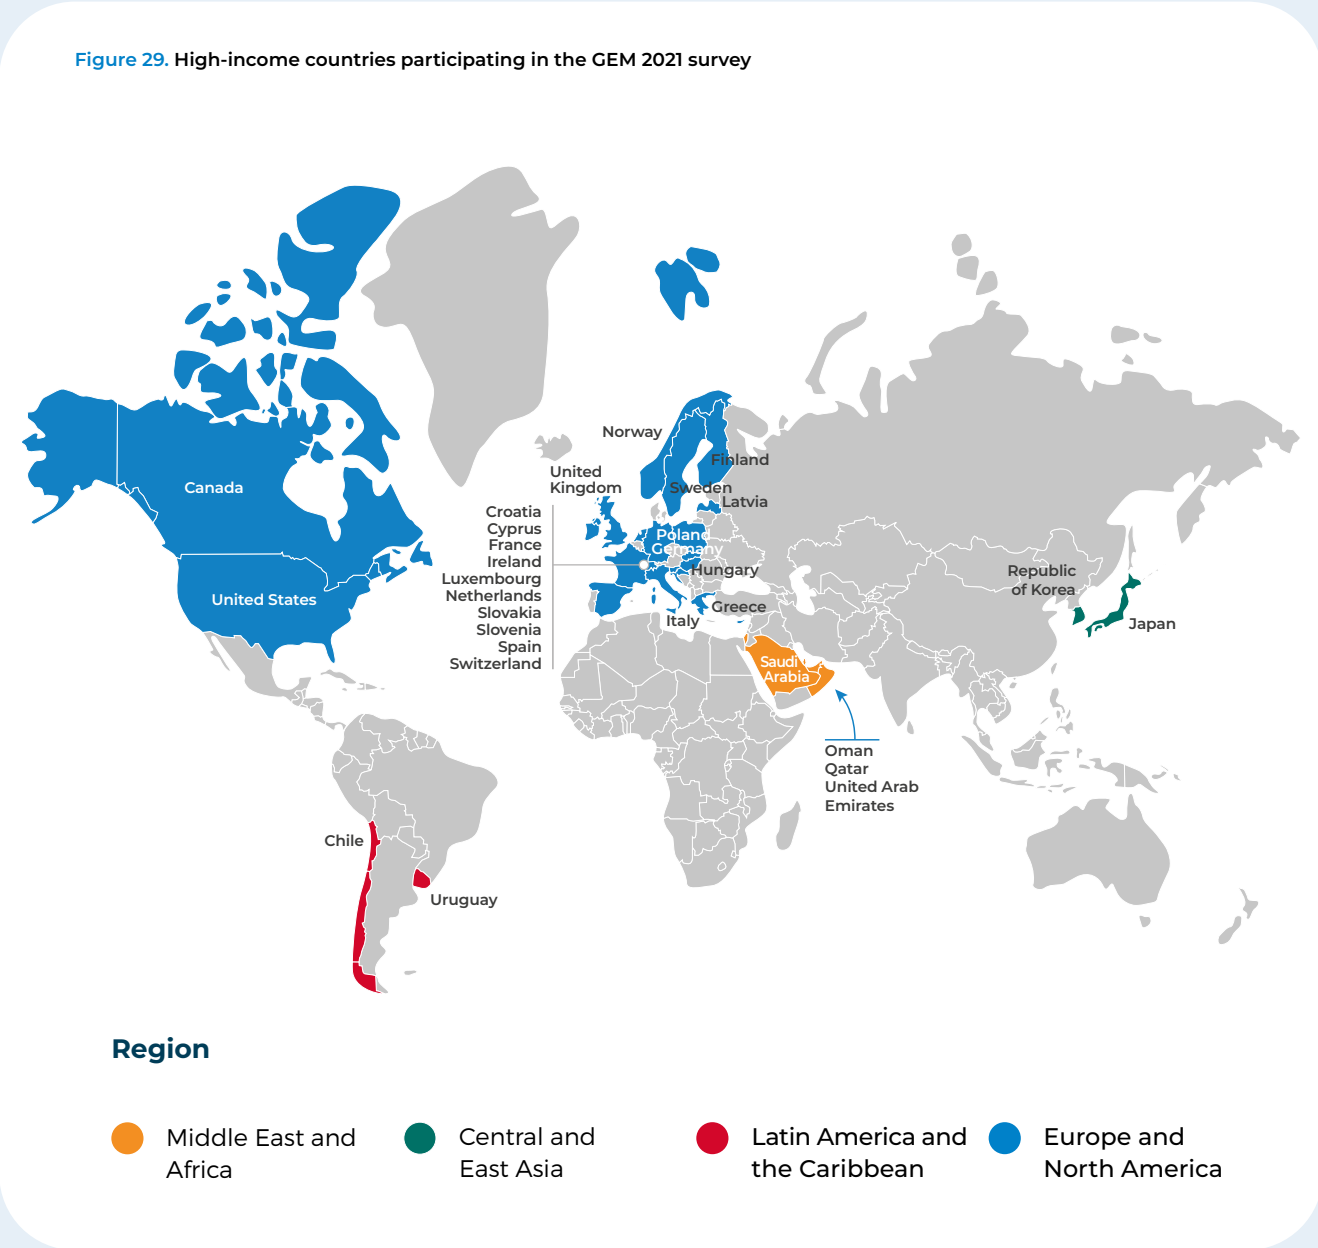 Figure 29. High-income countries participating in the GEM 2021 survey
Norway
Finland
United
Kingdom
Sweden
Latvia
Canada
Croatia
Cyprus
France
Ireland
Luxembourg
Netherlands
Slovakia
Slovenia
Spain
Switzerland
Poland
Germany
Hungary
Republic
of Korea
United States
Greece
Italy
Japan
Saudi
Arabia
Oman
Qatar
United Arab
Emirates
Chile
Uruguay
Region
Middle East and
Africa
Central and
East Asia
Latin America and
the Caribbean
Europe and
North America